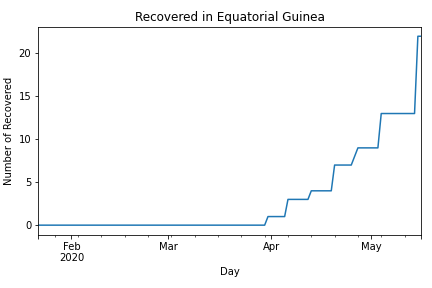 Recovered in Equatorial Guinea
Number of Recovered
20
15
10
5
0
Feb
2020
Mar
Apr
May
Day